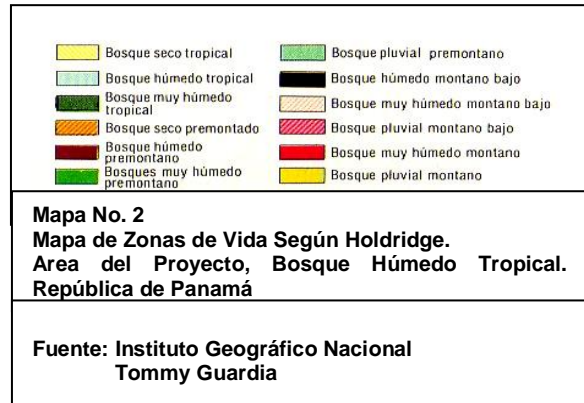 Bosque seco tropical
Bosque húmedo tropical
Bosque muy húmedo
tropical
Bosque seco premontado
Bosque húmedo
premontano
Bosques muy húmedo
premontano
Bosque pluvial premontano
Bosque húmedo montano bajo
Bosque muy húmedo montano bajo
Bosque pluvial montano bajo
Bosque muy húmedo montano
Bosque pluvial montano
Mapa No. 2
Mapa de Zonas de Vida Según Holdridge.
Area del Proyecto, Bosque Húmedo Tropical.
República de Panamá
Fuente: Instituto Geográfico Nacional
Tommy Guardia